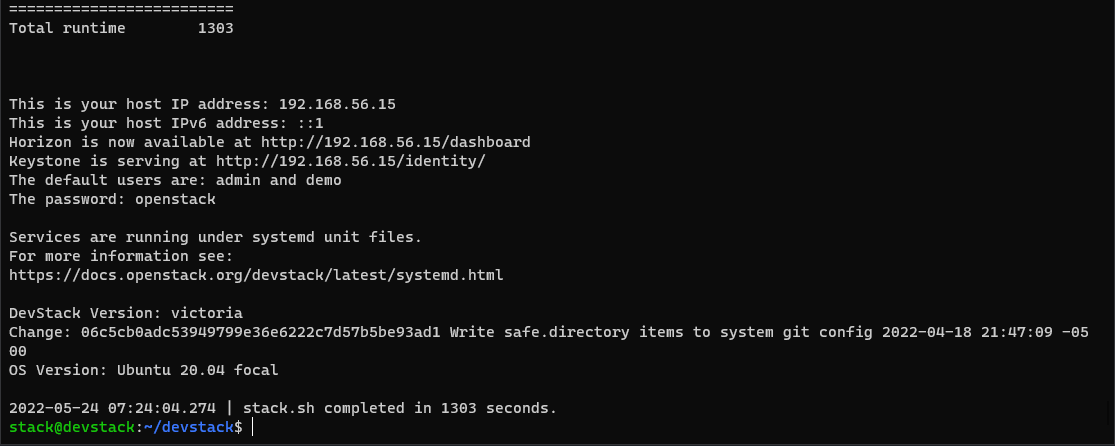 =========================
Total runtime        1303
This is your host IP address: 192.168.56.15
This is your host IPv6 address: ::1
Horizon is now available at http://192.168.56.15/dashboard
Keystone is serving at http://192.168.56.15/identity/
The default users are: admin and demo
The password: openstack
Services are running under systemd unit files.
For more information see:
https://docs.openstack.org/devstack/latest/systemd.html
DevStack Version: victoria
Change: 06c5cb0adc53949799e36e6222c7d57b5be93ad1 Write safe.directory items to system git config 2022-04-18 21:47:09 -05
00
OS Version: Ubuntu 20.04 focal
2022-05-24 07:24:04.274 | stack.sh completed in 1303 seconds.
stack@devstack:~/devstack$